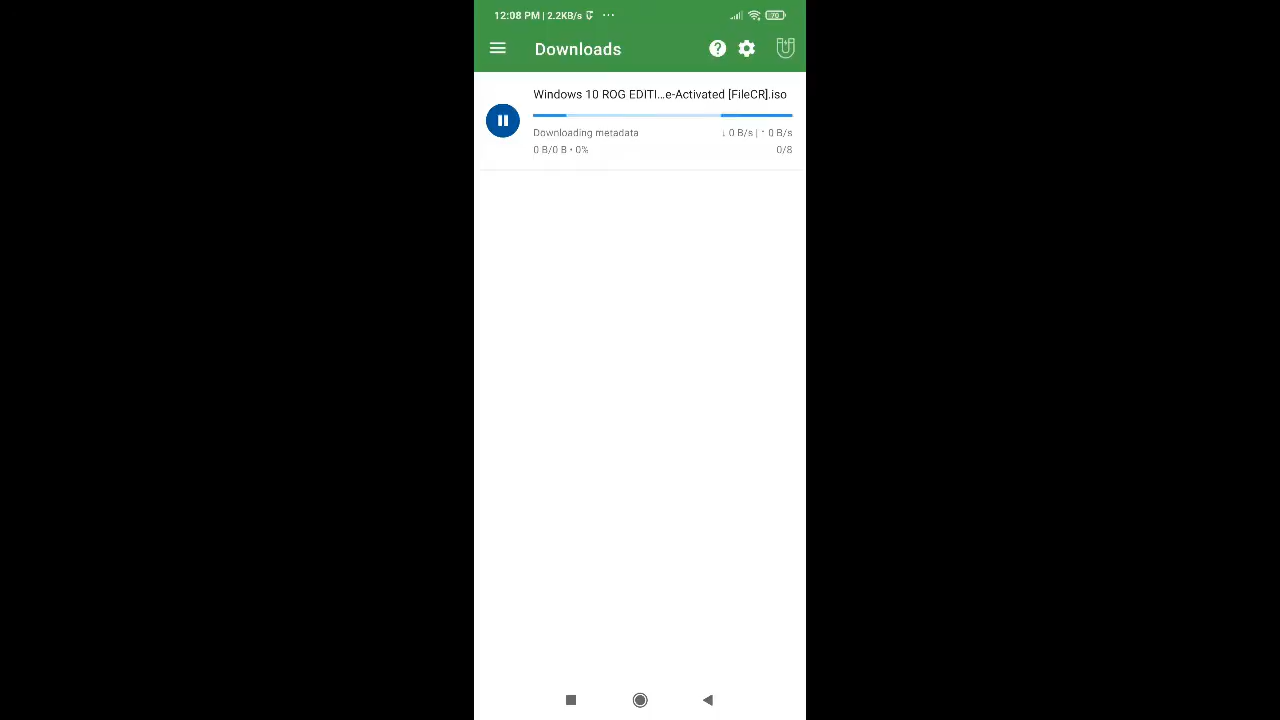 12:08 PM | 2.2KB/s ...
70
Downloads
Windows 10 ROG EDITI...e-Activated [FileCR].iso
Downloading metadata
↓ 0 B/s | ↑ 0 B/s
0 B/0 B • 0%
0/8